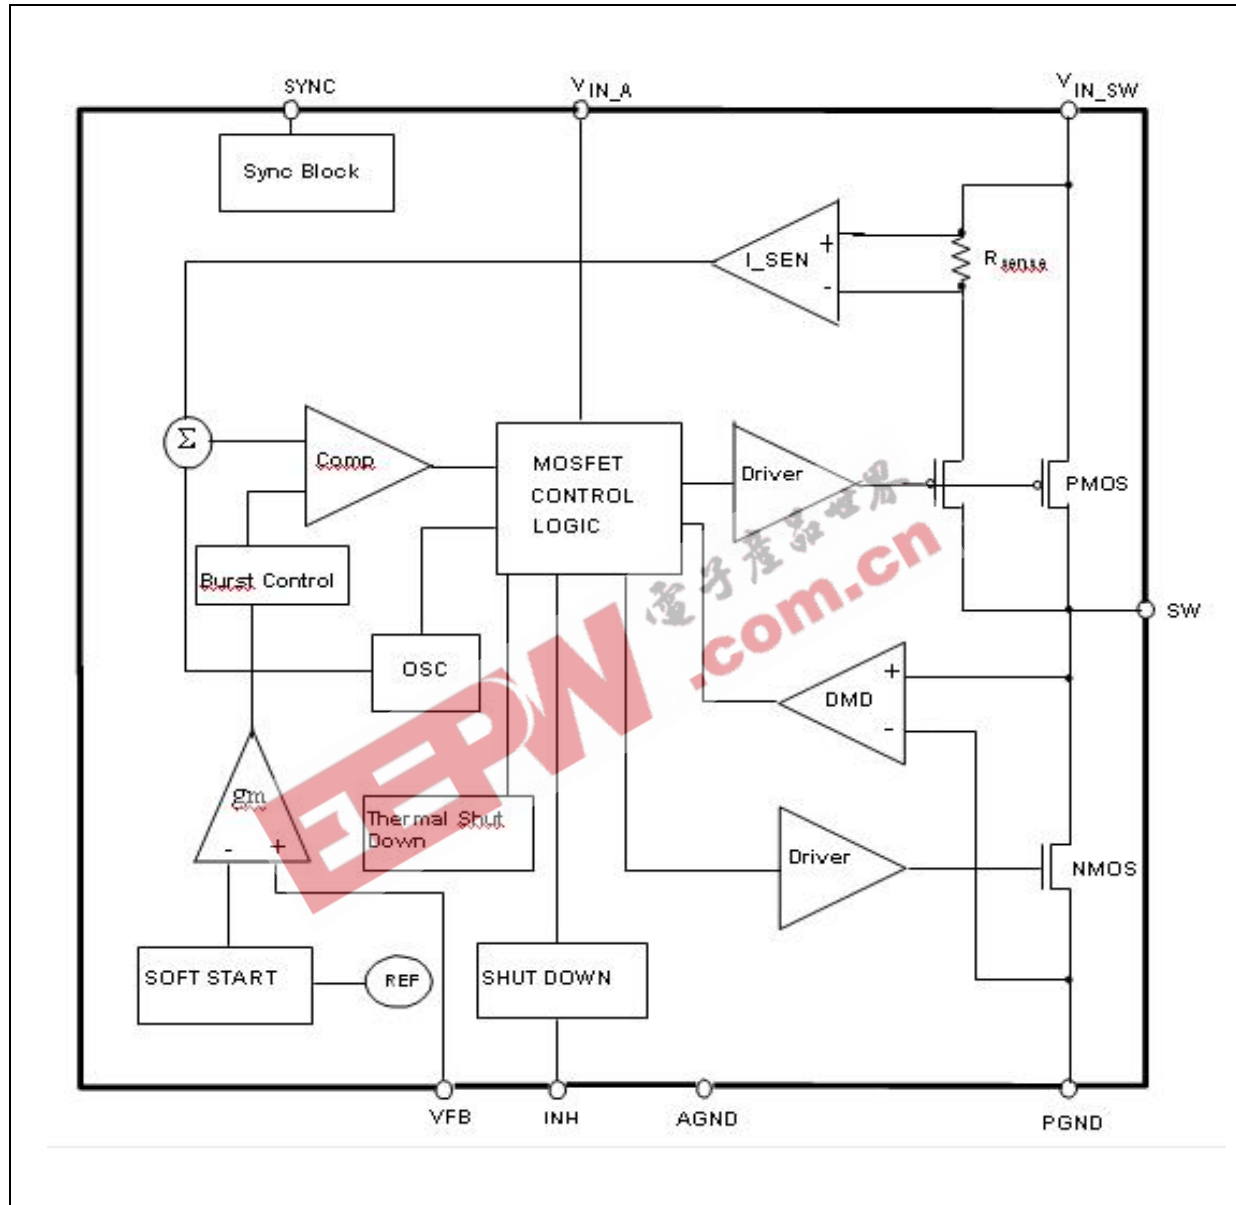 SYNC
VIN_A
VIN_SW
Sync Block
+
I_SEN
-
Rsense
Σ
Comp
MOSFET
CONTROL
LOGIC
Driver
PMOS
Burst Control
SW
OSC
+
DMD
-
gm
- +
Thermal Shut
Down
Driver
NMOS
SOFT START
REF
SHUT DOWN
VFB
INH
AGND
PGND
EEPW
.com.cn
電子產品世界